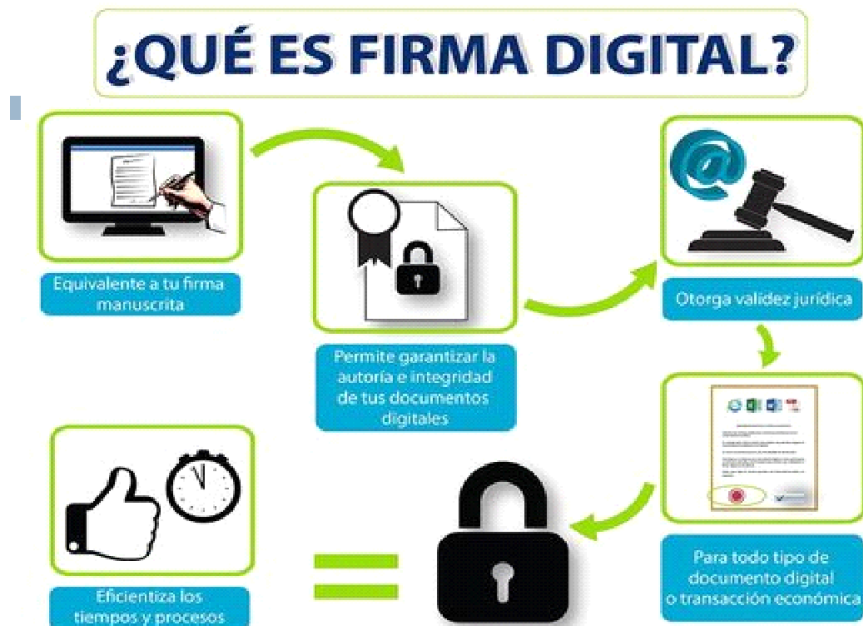 ¿QUÉ ES FIRMA DIGITAL?
Equivalente a tu firma
manuscrita
Permite garantizar la
autoría e integridad
de tus documentos
digitales
Otorga validez jurídica
Para todo tipo de
documento digital
o transacción económica
Eficientiza los
tiempos y procesos